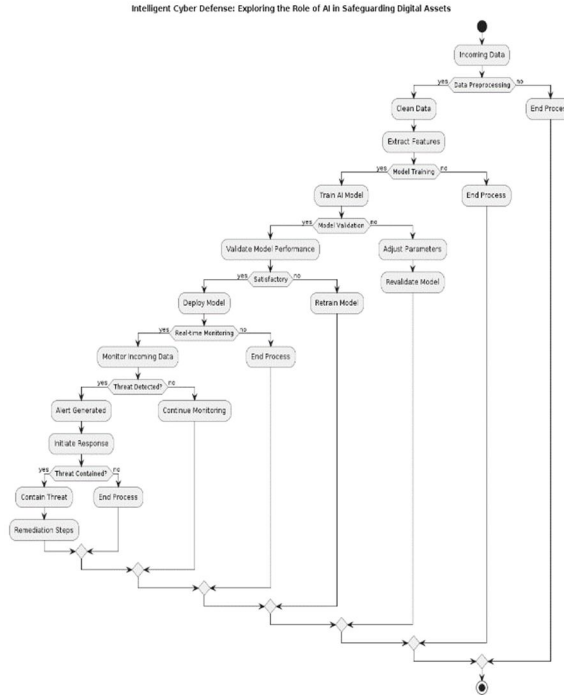 Intelligent Cyber Defense: Exploring the Role of AI in Safeguarding Digital Assets
Incoming Data
yes Data Preprocessing no
Clean Data
End Proces
Extract Features
yes Model Training no
Train AI Model
End Process
yes Model Validation no
Validate Model Performance
Adjust Parameters
yes Satisfactory no
Revalidate Model
Deploy Model
Retrain Model
yes Real-time Monitoring no
Monitor Incoming Data
End Process
yes Threat Detected? no
Alert Generated
Continue Monitoring
Initiate Response
yes Threat Contained? no
Contain Threat
End Process
Remediation Steps